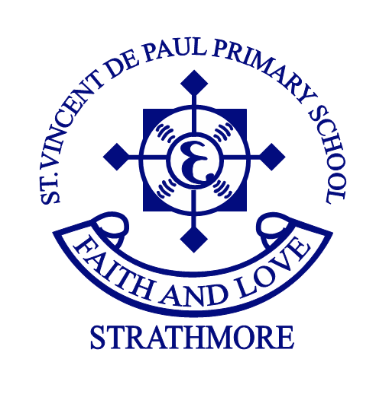 ST. VINCENT DE PAUL PRIMARY SCHOOL
E
FAITH AND LOVE
STRATHMORE